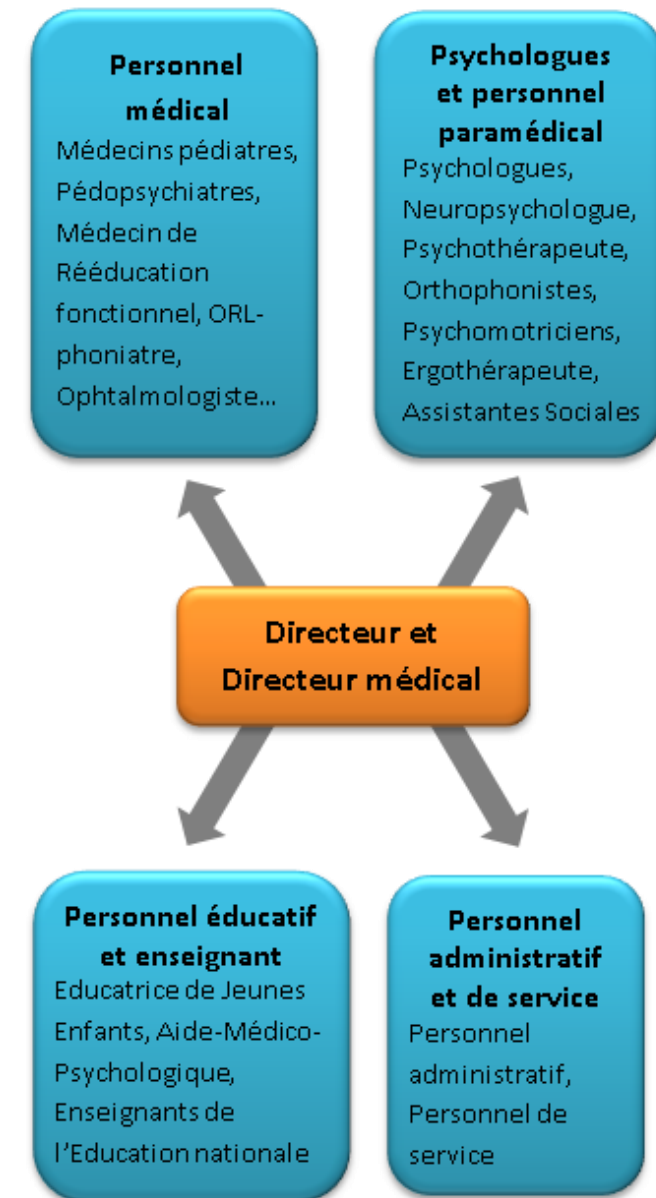 Personnel
médical
Médecins pédiatres,
Pédopsychiatres,
Médecin de
Rééducation
fonctionnel, ORL-
phoniatre,
Ophtalmologiste...
Psychologues
et personnel
paramédical
Psychologues,
Neuropsychologue,
Psychothérapeute,
Orthophonistes,
Psychomotriciens,
Ergothérapeute,
Assistantes Sociales
Directeur et
Directeur médical
Personnel éducatif
et enseignant
Educatrice de Jeunes
Enfants, Aide-Médico-
Psychologique,
Enseignants de
l'Education nationale
Personnel
administratif
et de service
Personnel
administratif,
Personnel de
service